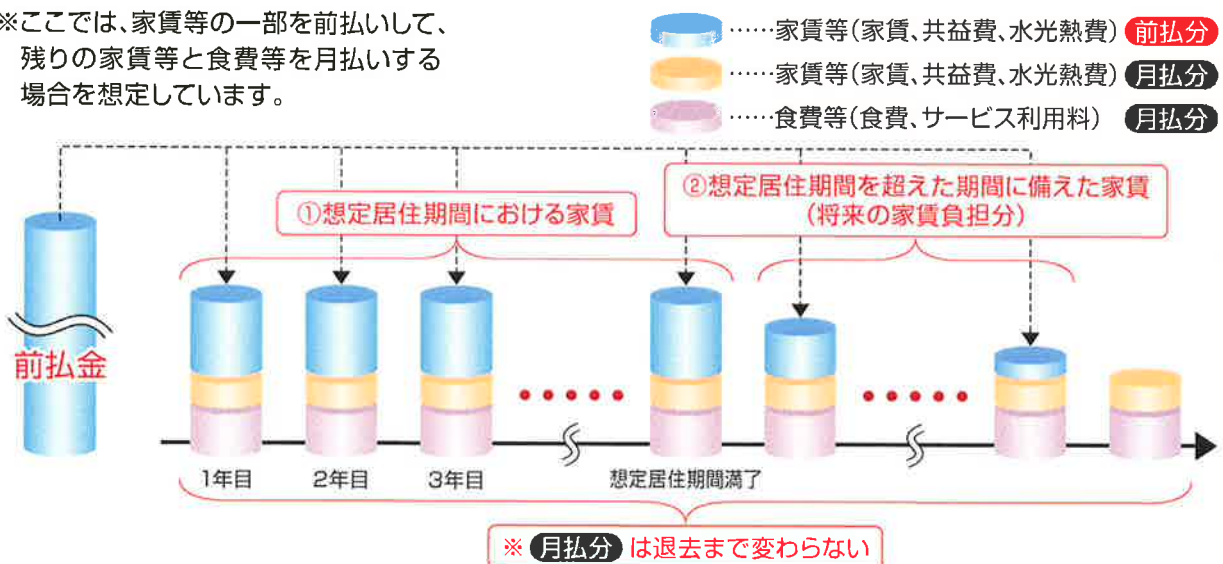 ※ここでは、家賃等の一部を前払いして、
残りの家賃等と食費等を月払いする
場合を想定しています。
……家賃等(家賃、共益費、水光熱費) 前払分
……家賃等(家賃、共益費、水光熱費) 月払分
……食費等(食費、サービス利用料) 月払分
①想定居住期間における家賃
②想定居住期間を超えた期間に備えた家賃
(将来の家賃負担分)
前払金
1年目 2年目 3年目 想定居住期間満了
※ 月払分 は退去まで変わらない